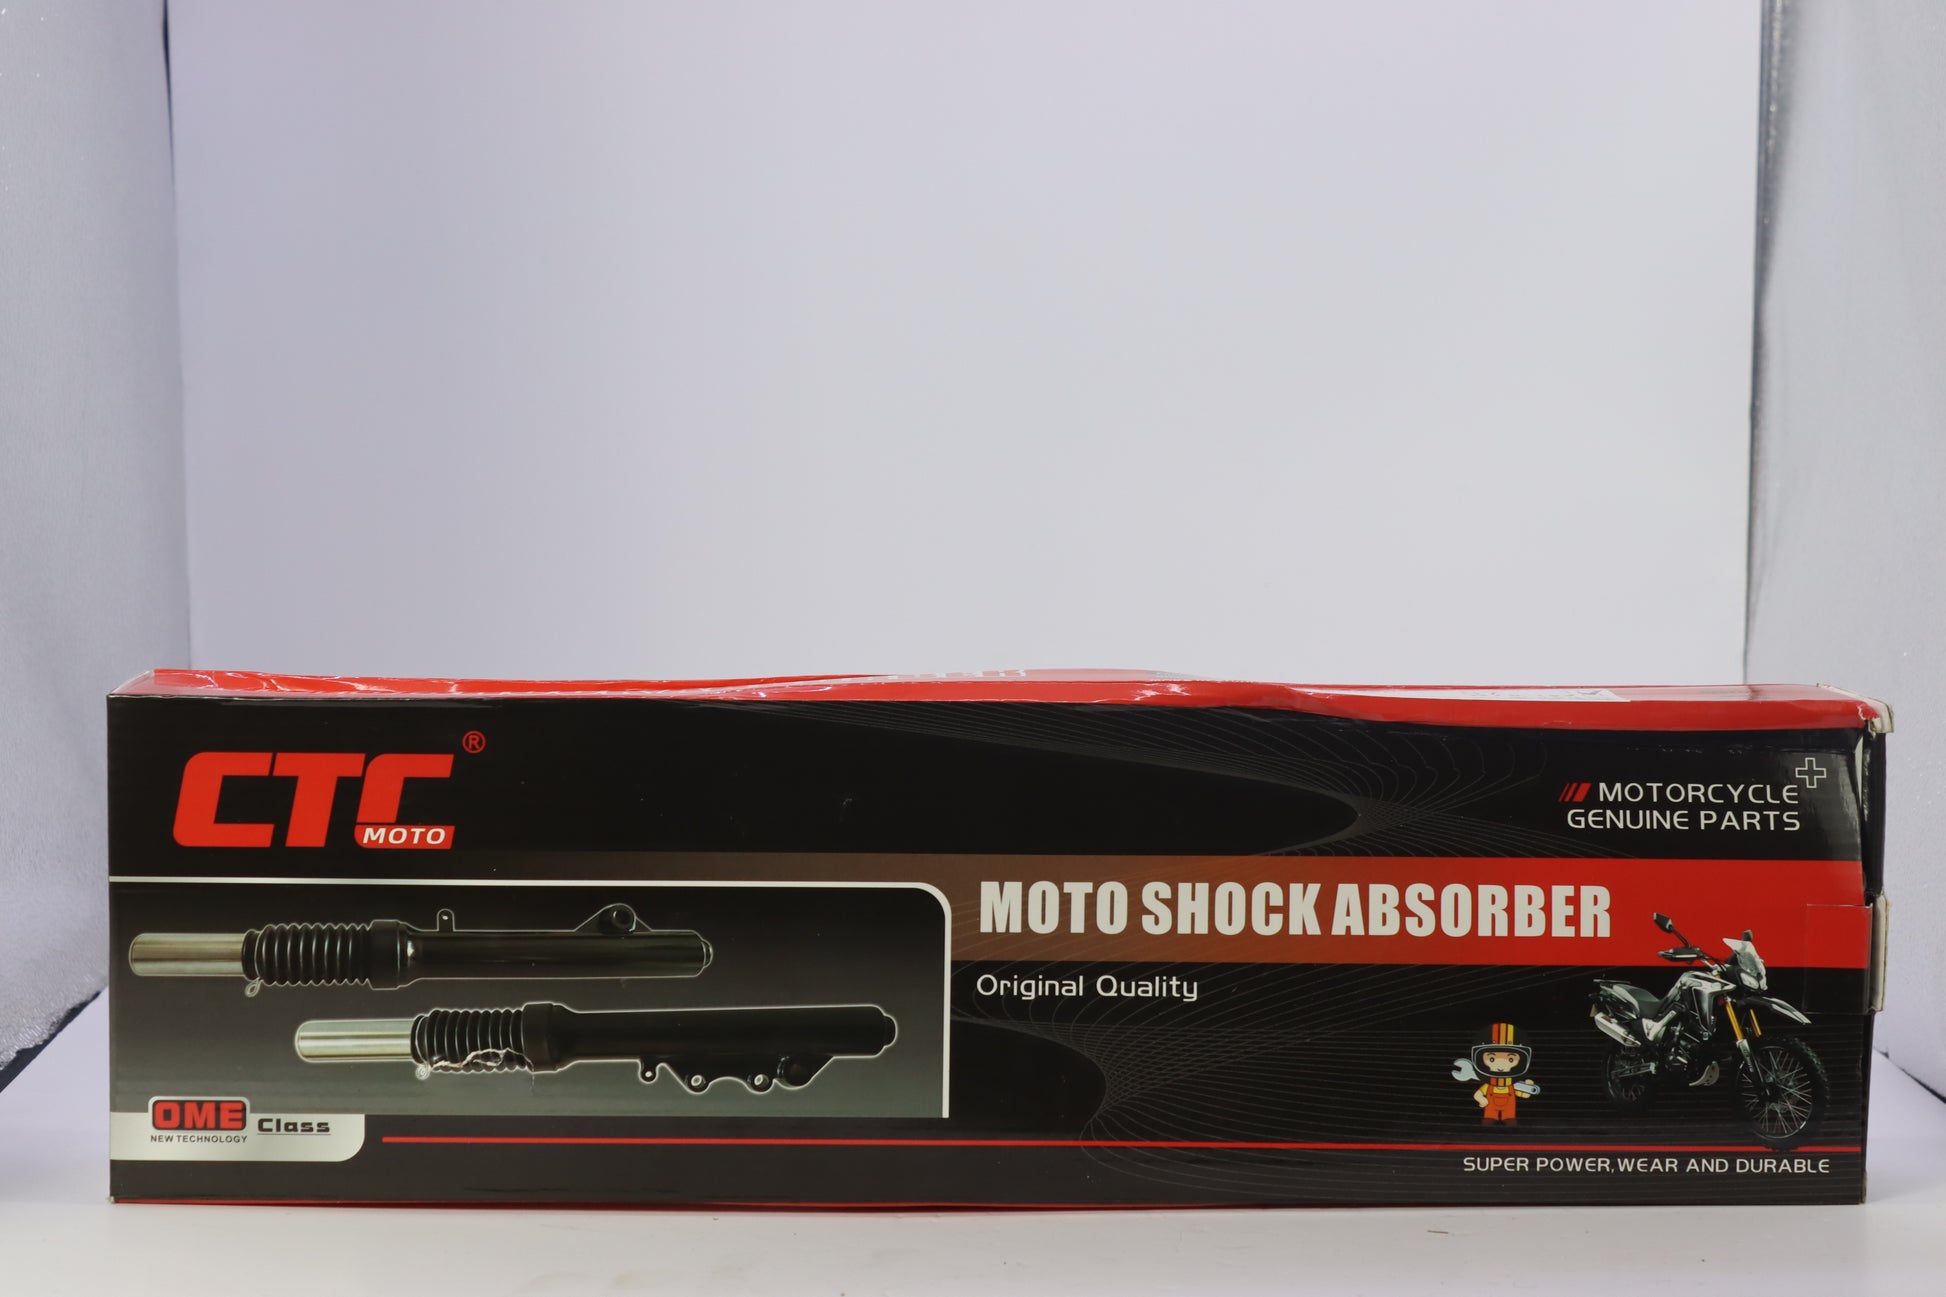 CTC®
MOTO
MOTORCYCLE
GENUINE PARTS
MOTO SHOCK ABSORBER
Original Quality
OME Class
NEW TECHNOLOGY
SUPER POWER,WEAR AND DURABLE